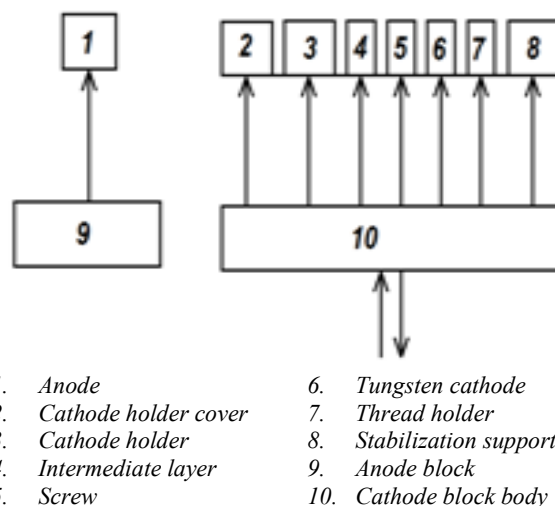 1
2 3 4 5 6 7 8
9
10
. Anode
. Cathode holder cover
. Cathode holder
. Intermediate layer
. Screw
6. Tungsten cathode
7. Thread holder
8. Stabilization support
9. Anode block
10. Cathode block body